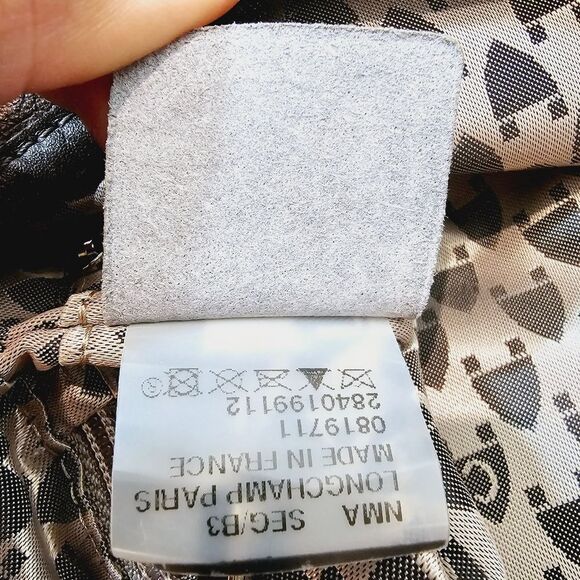 NMA SEG/B3
LONGCHAMP PARIS
MADE IN FRANCE
0819711
2840199112